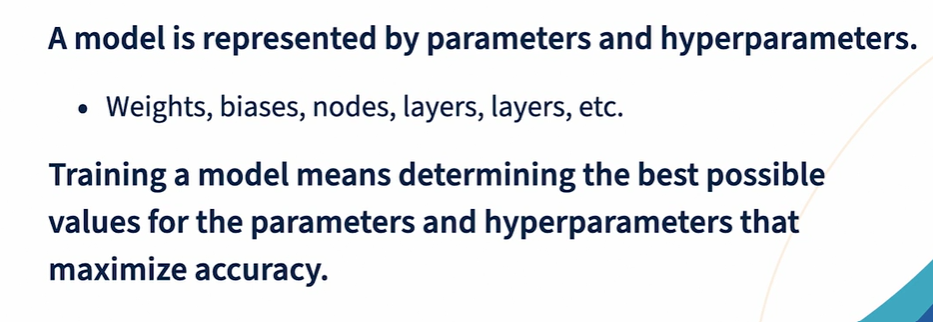 A model is represented by parameters and hyperparameters.
• Weights, biases, nodes, layers, layers, etc.
Training a model means determining the best possible
values for the parameters and hyperparameters that
maximize accuracy.